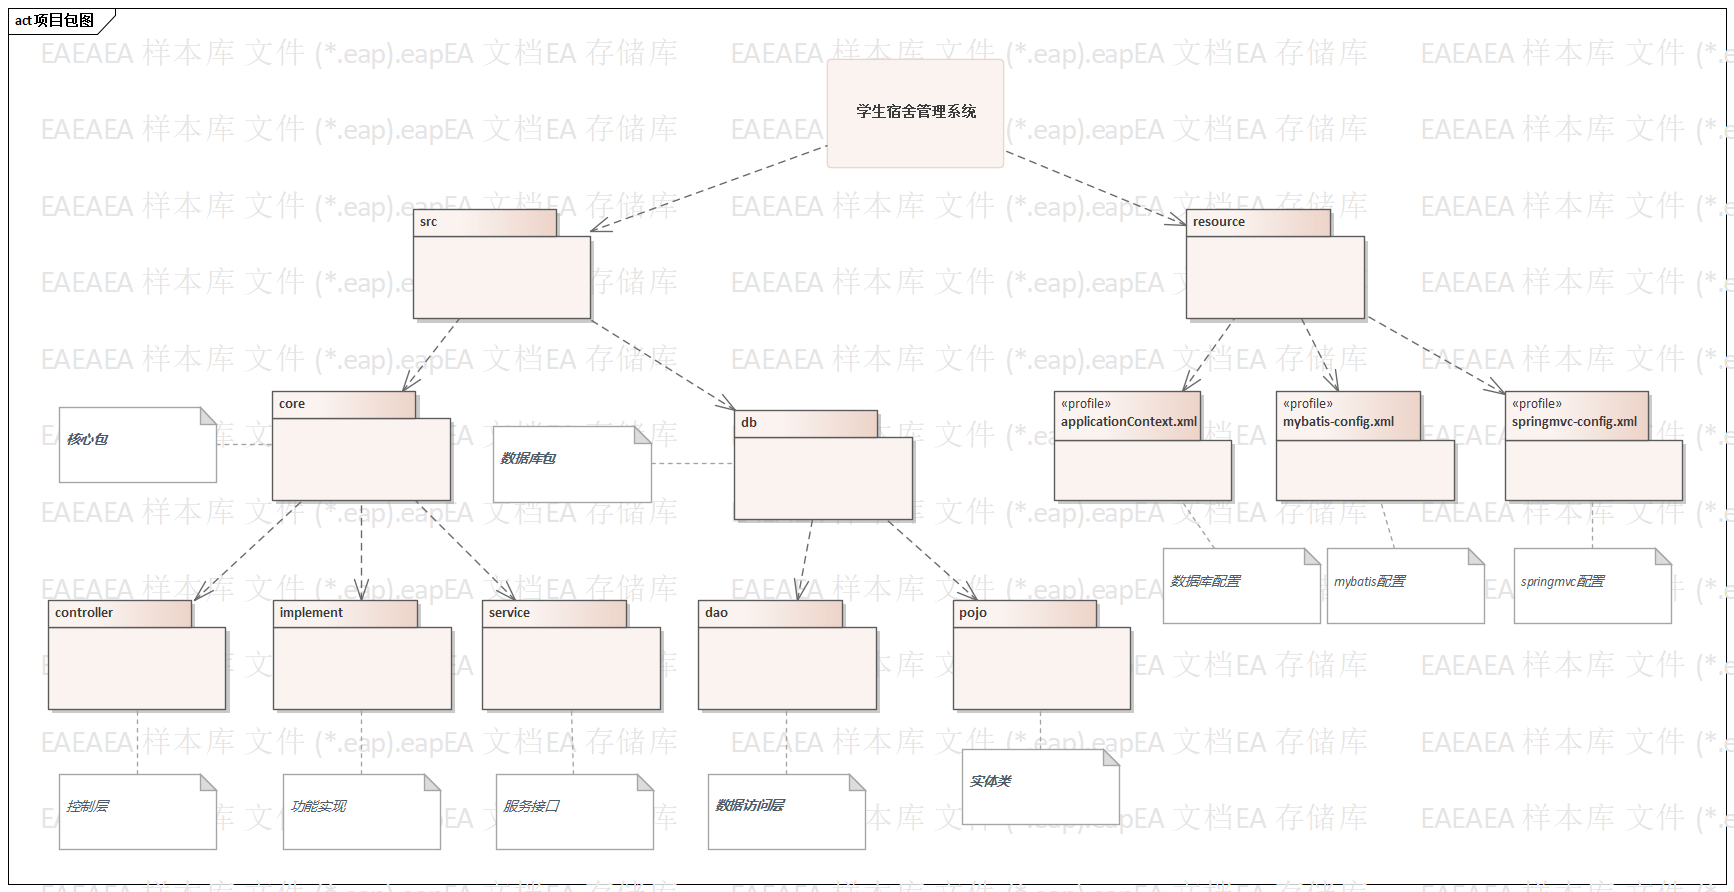 act 项目包图
学生宿舍管理系统
src
resource
core
核心包
db
数据库包
«profile»
applicationContext.xml
«profile»
mybatis-config.xml
«profile»
springmvc-config.xml
数据库配置
mybatis配置
springmvc配置
controller
implement
service
dao
pojo
控制层
功能实现
服务接口
数据访问层
实体类
EAEAEA 样本库 文件 (*.eap).eapEA 文档EA 存储库